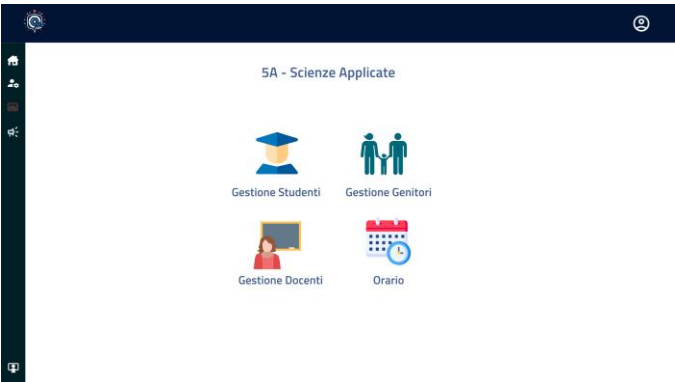 5A - Scienze Applicate
Gestione Studenti
Gestione Genitori
Gestione Docenti
Orario